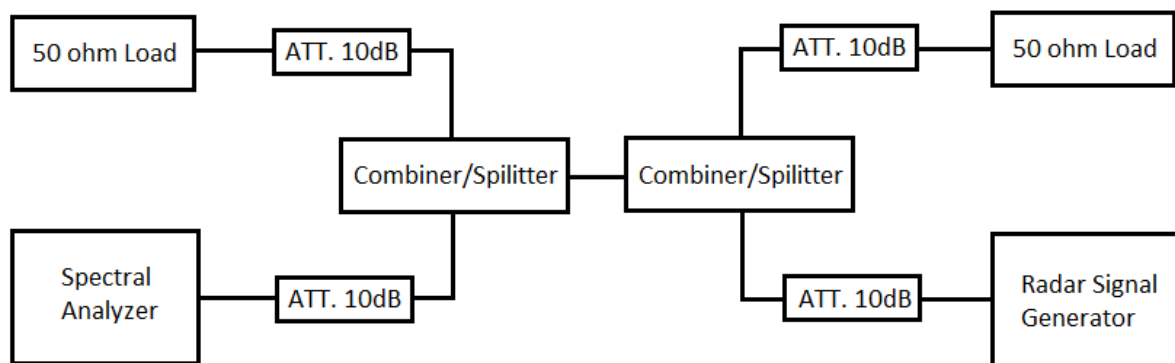 50 ohm Load
ATT. 10dB
ATT. 10dB
50 ohm Load
Combiner/Spilitter
Combiner/Spilitter
Spectral
Analyzer
ATT. 10dB
ATT. 10dB
Radar Signal
Generator